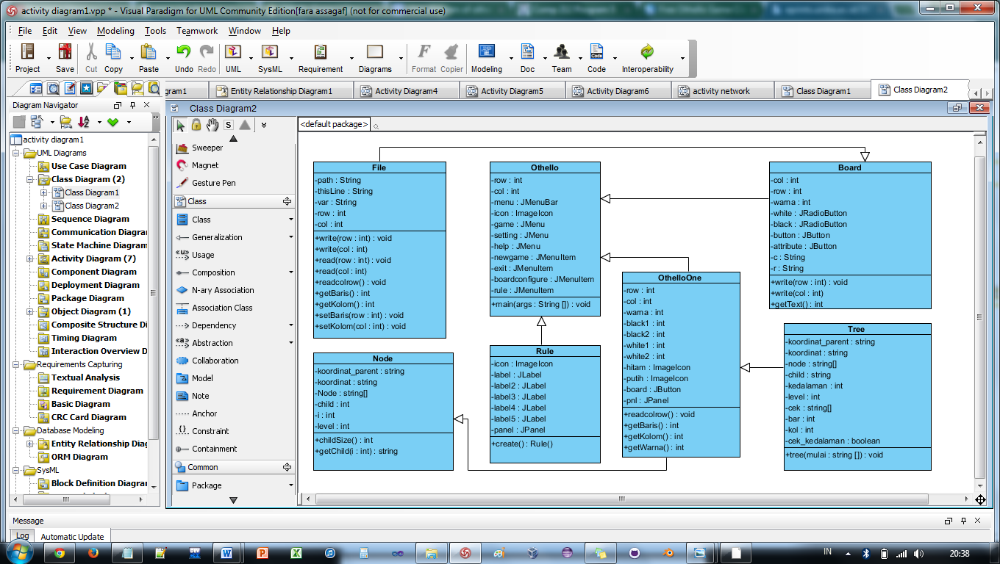 activity diagram1.vpp * - Visual Paradigm for UML Community Edition[fara assagaf] (not for commercial use)
File Edit View Modeling Tools Teamwork Window Help
Project Save Cut Copy Paste Undo Redo UML SysML Requirement Diagrams Format Copier Modeling Doc Team Code Interoperability
gram1 Entity Relationship Diagram1 Activity Diagram4 Activity Diagram5 Activity Diagram6 activity network Class Diagram1 Class Diagram2
Diagram Navigator
activity diagram1
UML Diagrams
Use Case Diagram
Class Diagram (2)
Class Diagram1
Class Diagram2
Sequence Diagram
Communication Diagram
State Machine Diagram
Activity Diagram (7)
Component Diagram
Deployment Diagram
Package Diagram
Object Diagram (1)
Composite Structure Di
Timing Diagram
Interaction Overview D
Requirements Capturing
Textual Analysis
Requirement Diagram
Basic Diagram
CRC Card Diagram
Database Modeling
Entity Relationship Diag
ORM Diagram
SysML
Block Definition Diagram
Class Diagram2
S
<default package>
Sweeper
Magnet
Gesture Pen
Class
Class
Generalization
<u> Usage
Composition
N-ary Association
Association Class
Dependency
<a> Abstraction
Collaboration
Model
Note
Anchor
{} Constraint
Containment
Common
Package
File
-path : String
-thisLine : String
-var : String
-row : int
-col : int
+write(row : int) : void
+write(col : int)
+read(row : int) : void
+read(col : int)
+readcolrow() : void
+getBaris() : int
+getKolom() : int
+setBaris(row : int) : void
+setKolom(col : int) : void
Othello
-row : int
-col : int
-menu : JMenuBar
-icon : ImageIcon
-game : JMenu
-setting : JMenu
-help : JMenu
-newgame : JMenuItem
-exit : JMenuItem
-boardconfigure : JMenuItem
-rule : JMenuItem
+main(args : String []) : void
Board
-col : int
-row : int
-warna : int
-white : JRadioButton
-black : JRadioButton
-button : JButton
-attribute : JButton
-c : String
-r : String
+write(row : int) : void
+write(col : int)
+getText() : int
OthelloOne
-row : int
-col : int
-warna : int
-black1 : int
-black2 : int
-white1 : int
-white2 : int
-hitam : ImageIcon
-putih : ImageIcon
-board : JButton
-pnl : JPanel
+readcolrow() : void
+getBaris() : int
+getKolom() : int
+getWarna() : int
Node
-koordinat_parent : string
-koordinat : string
-Node : string[]
-child : int
-i : int
-level : int
+childSize() : int
+getChild(i : int) : string
Rule
-icon : ImageIcon
-label : JLabel
-label2 : JLabel
-label3 : JLabel
-label4 : JLabel
-label5 : JLabel
-panel : JPanel
+create() : Rule()
Tree
-koordinat_parent : string
-koordinat : string
-node : string[]
-child : string
-kedalaman : int
-level : int
-cek : string[]
-bar : int
-kol : int
-cek_kedalaman : boolean
+tree(mulai : string []) : void
Message
Log Automatic Update
IN 20:38